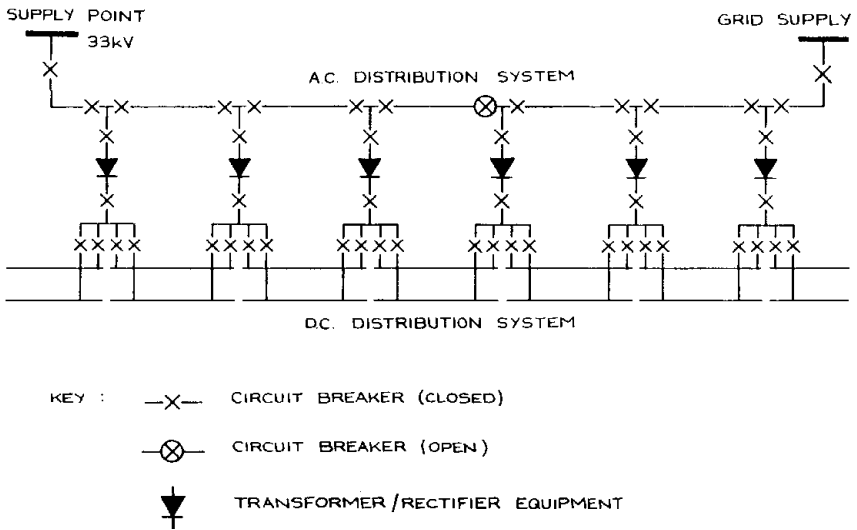 SUPPLY POINT
33kV
GRID SUPPLY
A.C. DISTRIBUTION SYSTEM
D.C. DISTRIBUTION SYSTEM
KEY :
CIRCUIT BREAKER (CLOSED)
CIRCUIT BREAKER (OPEN)
TRANSFORMER/RECTIFIER EQUIPMENT